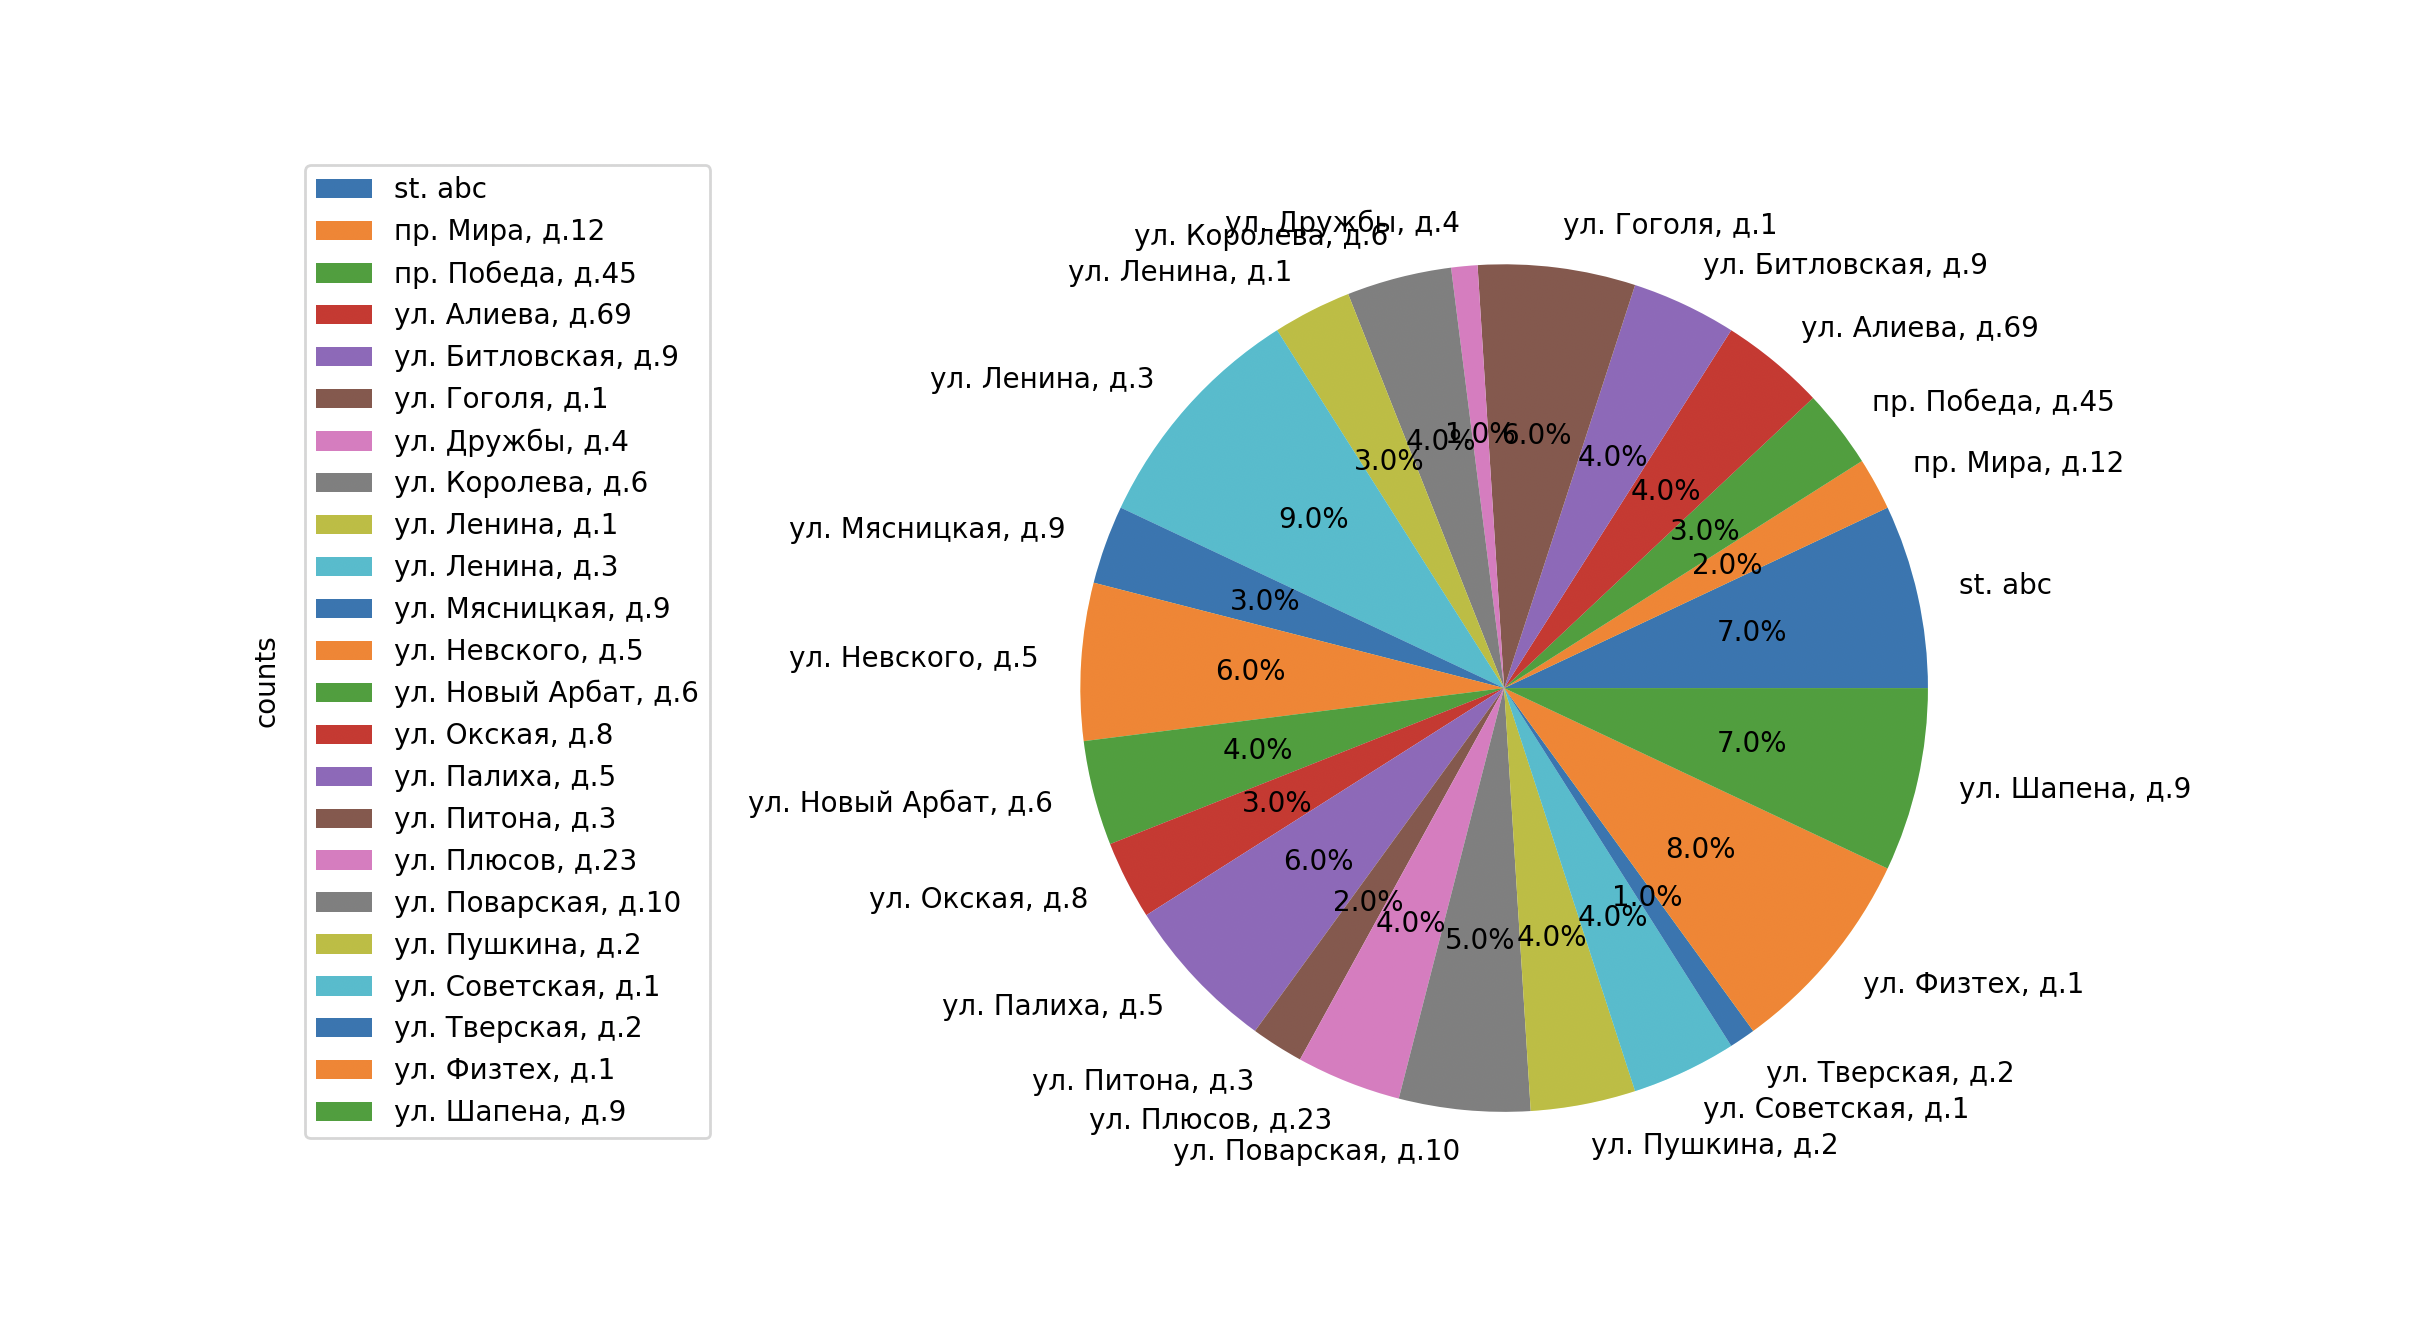 counts
st. abc
пр. Мира, д.12
пр. Победа, д.45
ул. Алиева, д.69
ул. Битловская, д.9
ул. Гоголя, д.1
ул. Дружбы, д.4
ул. Королева, д.6
ул. Ленина, д.1
ул. Ленина, д.3
ул. Мясницкая, д.9
ул. Невского, д.5
ул. Новый Арбат, д.6
ул. Окская, д.8
ул. Палиха, д.5
ул. Питона, д.3
ул. Плюсов, д.23
ул. Поварская, д.10
ул. Пушкина, д.2
ул. Советская, д.1
ул. Тверская, д.2
ул. Физтех, д.1
ул. Шапена, д.9
st. abc
7.0%
пр. Мира, д.12
2.0%
пр. Победа, д.45
3.0%
ул. Алиева, д.69
4.0%
ул. Битловская, д.9
4.0%
ул. Гоголя, д.1
6.0%
ул. Дружбы, д.4
1.0%
ул. Королева, д.6
4.0%
ул. Ленина, д.1
3.0%
ул. Ленина, д.3
9.0%
ул. Мясницкая, д.9
3.0%
ул. Невского, д.5
6.0%
ул. Новый Арбат, д.6
4.0%
ул. Окская, д.8
3.0%
ул. Палиха, д.5
6.0%
ул. Питона, д.3
2.0%
ул. Плюсов, д.23
4.0%
ул. Поварская, д.10
5.0%
ул. Пушкина, д.2
4.0%
ул. Советская, д.1
4.0%
ул. Тверская, д.2
1.0%
ул. Физтех, д.1
8.0%
ул. Шапена, д.9
7.0%